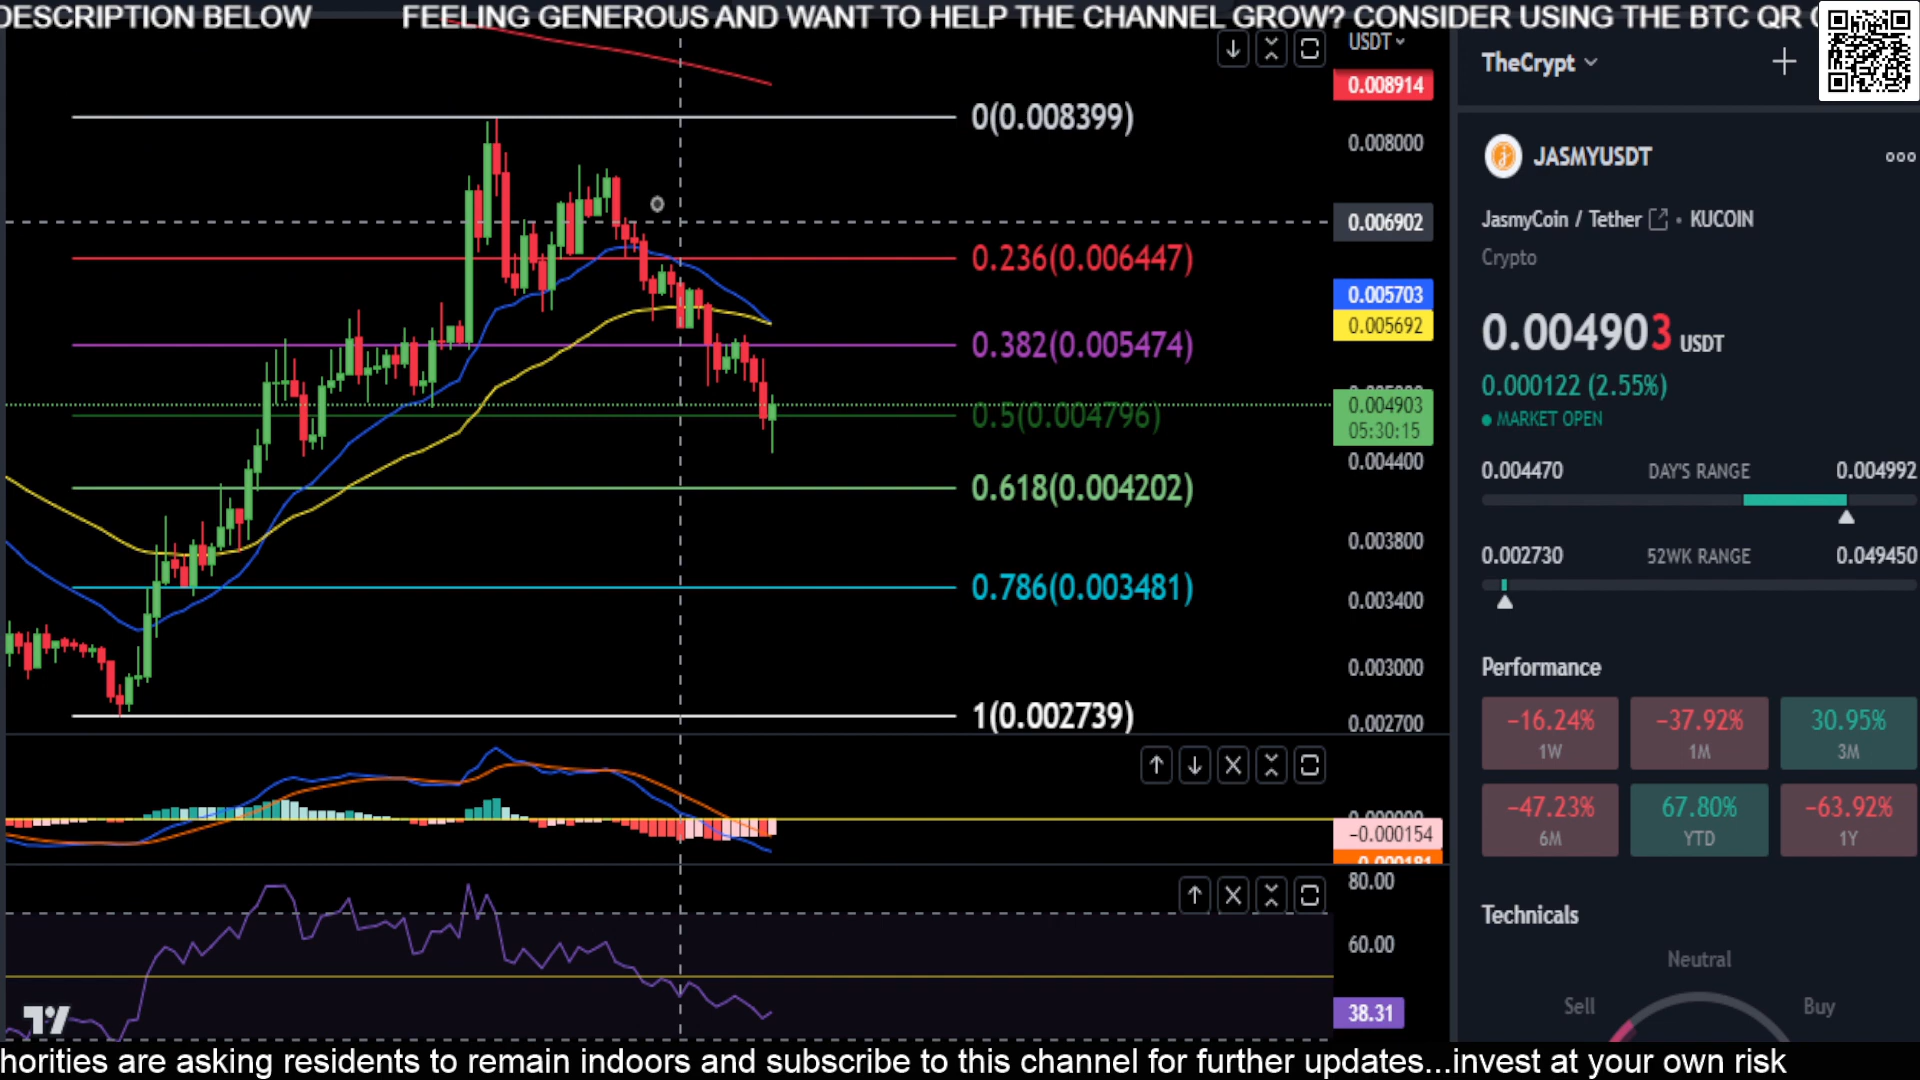 DESCRIPTION BELOW FEELING GENEROUS AND WANT TO HELP THE CHANNEL GROW? CONSIDER USING THE BTC QR
USDT
0.008914
0(0.008399)
0.008000
0.006902
0.236(0.006447)
0.005703
0.005692
0.382(0.005474)
0.004903
05:30:15
0.5(0.004796)
0.004400
0.618(0.004202)
0.003800
0.786(0.003481)
0.003400
0.003000
1(0.002739)
0.002700
−0.000154
80.00
60.00
38.31
TheCrypt
JASMYUSDT
JasmyCoin / Tether • KUCOIN
Crypto
0.004903 USDT
0.000122 (2.55%)
MARKET OPEN
0.004470 DAY'S RANGE 0.004992
0.002730 52WK RANGE 0.049450
Performance
−16.24% −37.92% 30.95%
1W 1M 3M
−47.23% 67.80% −63.92%
6M YTD 1Y
Technicals
Neutral
Sell Buy
horities are asking residents to remain indoors and subscribe to this channel for further updates...invest at your own risk